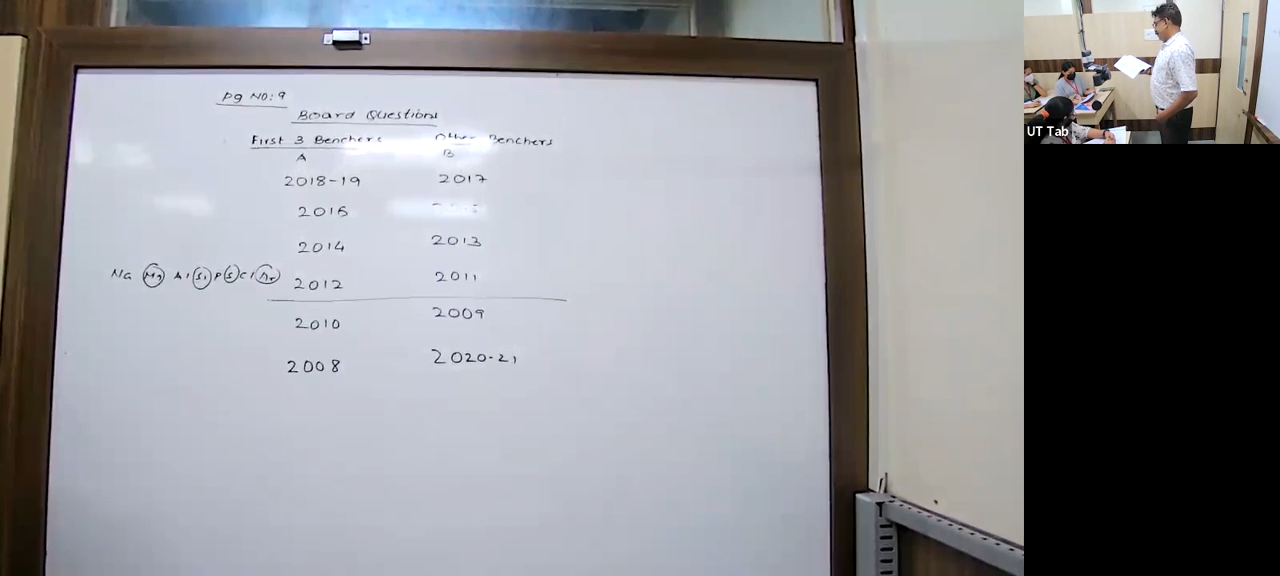 Pg NO: 9
Board Questions
First 3 Benchers Other Benchers
A B
2018-19 2017
2016
2014 2013
Na Mg Al Si P S Cl Ar 2012 2011
2010 2009
2008 2020-21
UT Tab